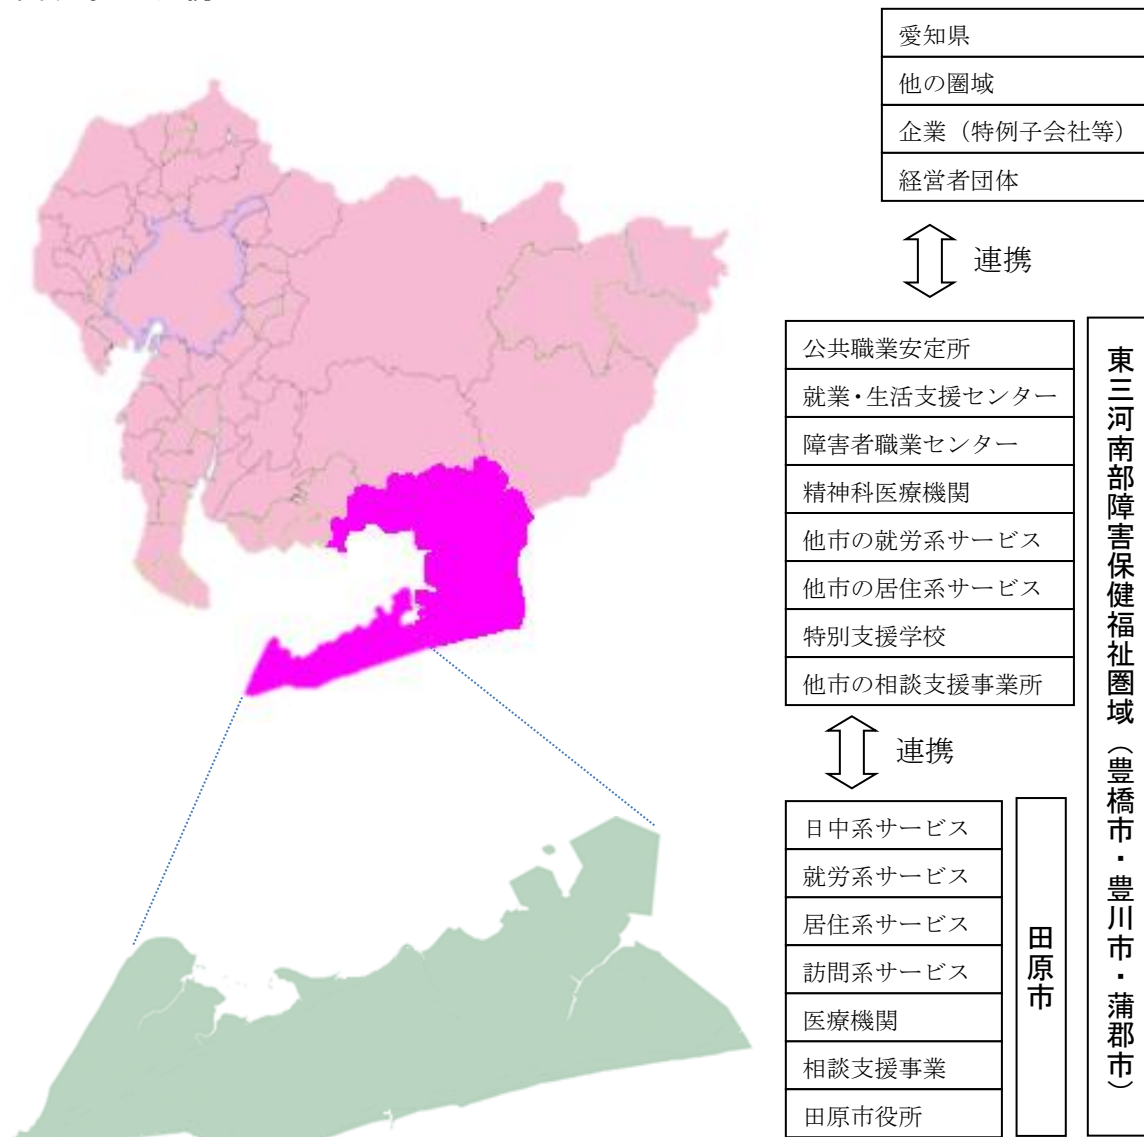 愛知県
他の圏域
企業（特例子会社等）
経営者団体
連携
公共職業安定所
就業・生活支援センター
障害者職業センター
精神科医療機関
他市の就労系サービス
他市の居住系サービス
特別支援学校
他市の相談支援事業所
東三河南部障害保健福祉圏域（豊橋市・豊川市・蒲郡市）
連携
日中系サービス
就労系サービス
居住系サービス
訪問系サービス
医療機関
相談支援事業
田原市役所
田原市